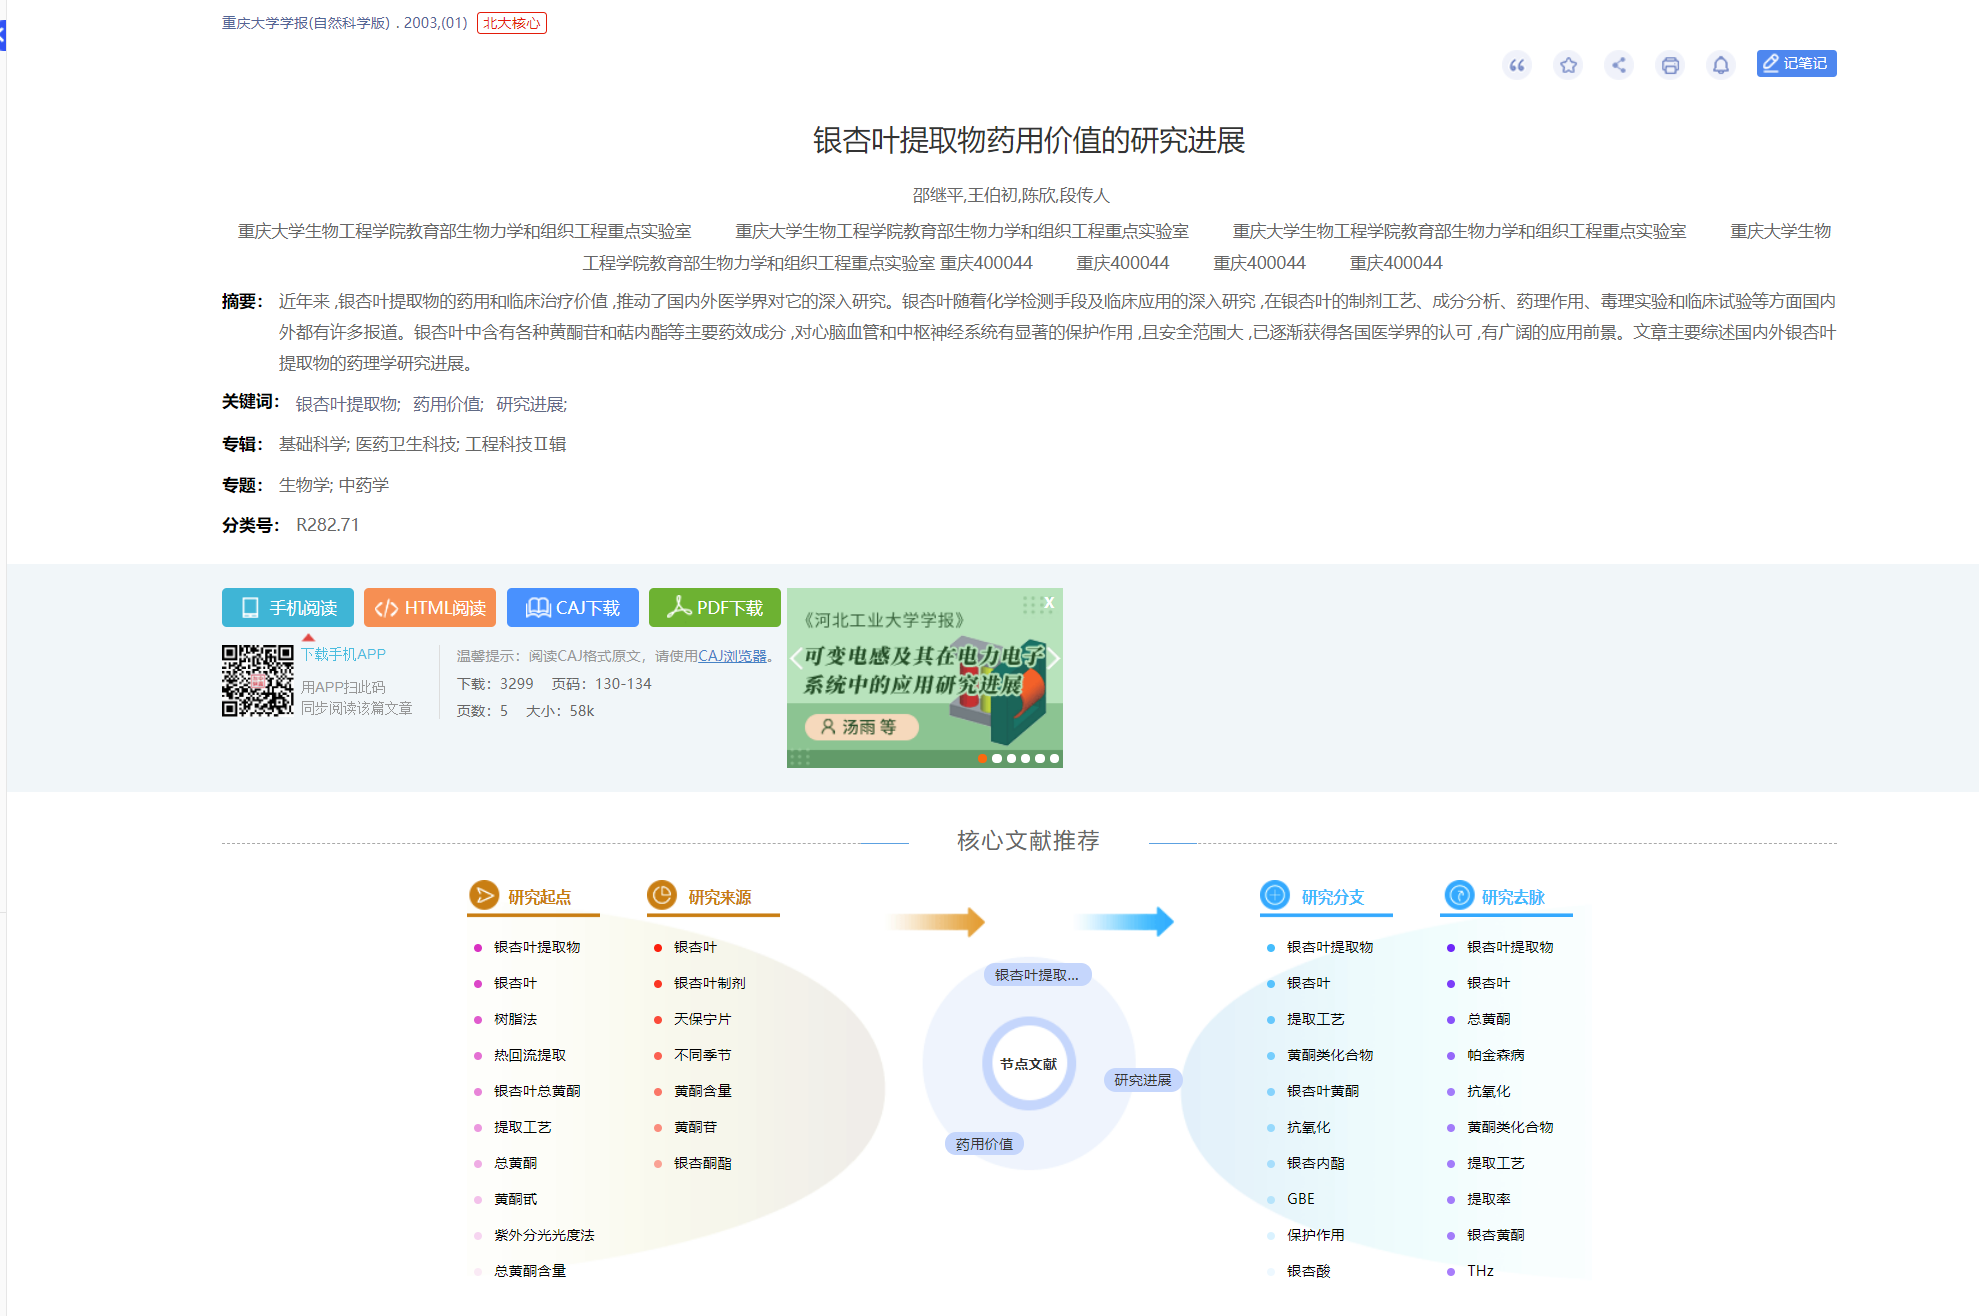 重庆大学学报(自然科学版) . 2003,(01) 北大核心
记笔记
银杏叶提取物药用价值的研究进展
邵继平,王伯初,陈欣,段传人
重庆大学生物工程学院教育部生物力学和组织工程重点实验室 重庆大学生物工程学院教育部生物力学和组织工程重点实验室 重庆大学生物工程学院教育部生物力学和组织工程重点实验室 重庆大学生物
工程学院教育部生物力学和组织工程重点实验室 重庆400044 重庆400044 重庆400044 重庆400044
摘要： 近年来 ,银杏叶提取物的药用和临床治疗价值 ,推动了国内外医学界对它的深入研究。银杏叶随着化学检测手段及临床应用的深入研究 ,在银杏叶的制剂工艺、成分分析、药理作用、毒理实验和临床试验等方面国内
外都有许多报道。银杏叶中含有各种黄酮苷和萜内酯等主要药效成分 ,对心脑血管和中枢神经系统有显著的保护作用 ,且安全范围大 ,已逐渐获得各国医学界的认可 ,有广阔的应用前景。文章主要综述国内外银杏叶
提取物的药理学研究进展。
关键词： 银杏叶提取物; 药用价值; 研究进展;
专辑： 基础科学; 医药卫生科技; 工程科技Ⅱ辑
专题： 生物学; 中药学
分类号： R282.71
手机阅读 HTML阅读 CAJ下载 PDF下载
下载手机APP
用APP扫此码
同步阅读该篇文章
温馨提示：阅读CAJ格式原文，请使用CAJ浏览器。
下载：3299 页码：130-134
页数：5 大小：58k
X
《河北工业大学学报》
可变电感及其在电力电子
系统中的应用研究进展
汤雨 等
核心文献推荐
研究起点
银杏叶提取物
银杏叶
树脂法
热回流提取
银杏叶总黄酮
提取工艺
总黄酮
黄酮甙
紫外分光光度法
总黄酮含量
研究来源
银杏叶
银杏叶制剂
天保宁片
不同季节
黄酮含量
黄酮苷
银杏酮酯
银杏叶提取...
节点文献
研究进展
药用价值
研究分支
银杏叶提取物
银杏叶
提取工艺
黄酮类化合物
银杏叶黄酮
抗氧化
银杏内酯
GBE
保护作用
银杏酸
研究去脉
银杏叶提取物
银杏叶
总黄酮
帕金森病
抗氧化
黄酮类化合物
提取工艺
提取率
银杏黄酮
THz